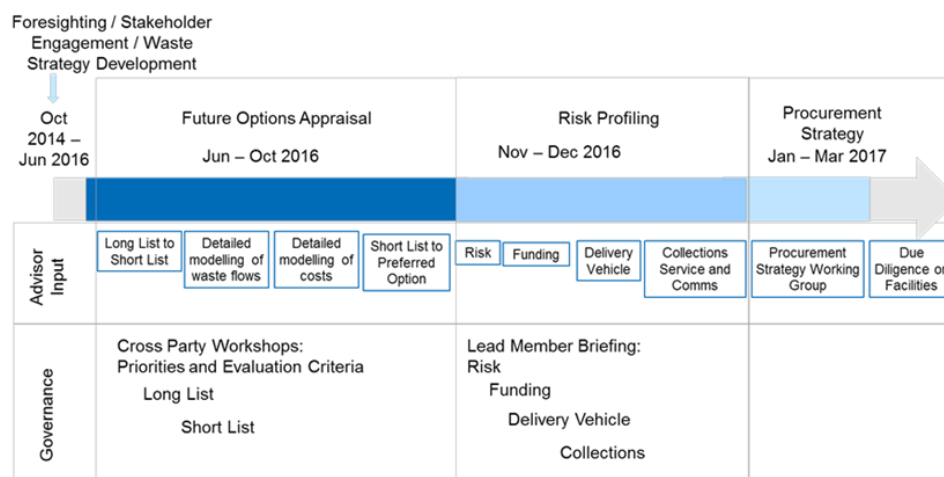 Foresighting / Stakeholder
Engagement / Waste
Strategy Development
Oct
2014 –
Jun 2016
Future Options Appraisal
Jun – Oct 2016
Risk Profiling
Nov – Dec 2016
Procurement
Strategy
Jan – Mar 2017
Advisor
Input
Long List to
Short List
Detailed
modelling of
waste flows
Detailed
modelling of
costs
Short List to
Preferred
Option
Risk
Funding
Delivery
Vehicle
Collections
Service and
Comms
Procurement
Strategy Working
Group
Due
Diligence on
Facilities
Governance
Cross Party Workshops:
Priorities and Evaluation Criteria
Long List
Short List
Lead Member Briefing:
Risk
Funding
Delivery Vehicle
Collections